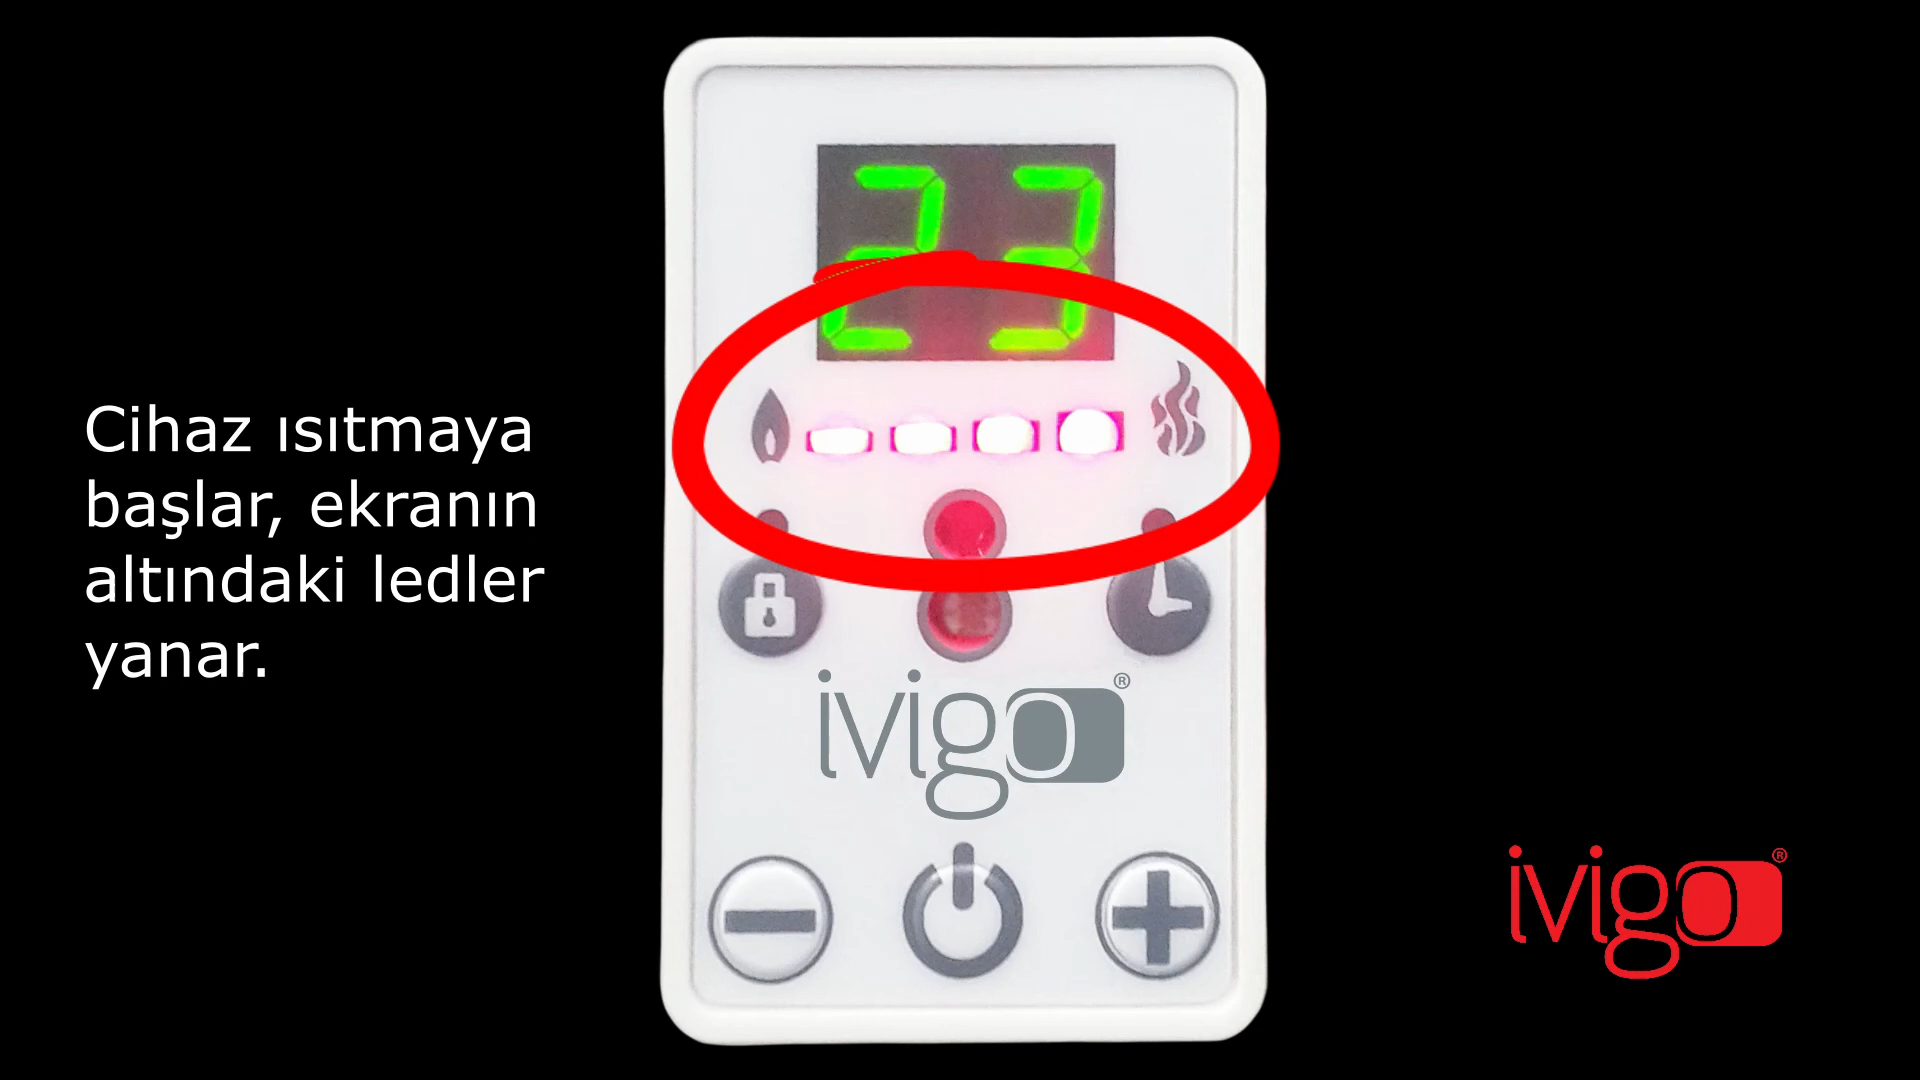 Cihaz ısıtmaya
başlar, ekranın
altındaki ledler
yanar.
23
ivigo®
ivigo®